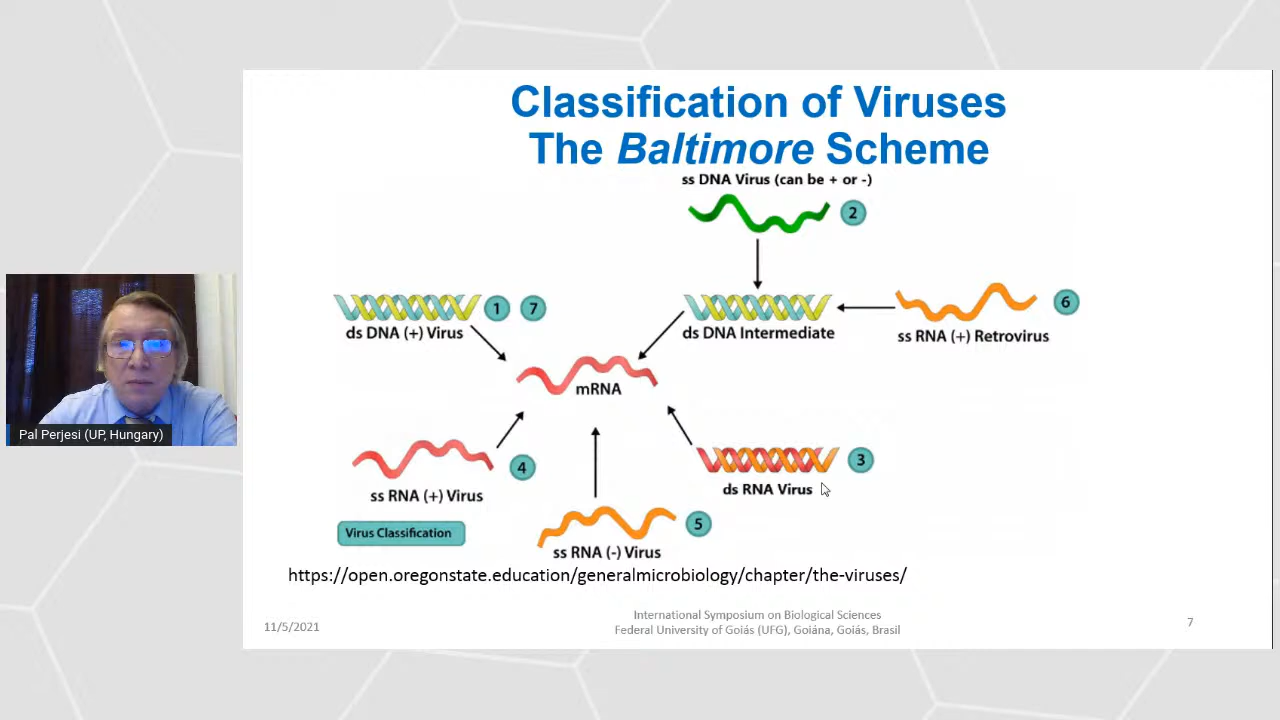 Classification of Viruses
The Baltimore Scheme
ss DNA Virus (can be + or -)
2
1 7
ds DNA (+) Virus
ds DNA Intermediate
6
ss RNA (+) Retrovirus
mRNA
4
ss RNA (+) Virus
3
ds RNA Virus
5
ss RNA (-) Virus
Virus Classification
https://open.oregonstate.education/generalmicrobiology/chapter/the-viruses/
11/5/2021
International Symposium on Biological Sciences
Federal University of Goiás (UFG), Goiána, Goiás, Brasil
7
Pal Perjesi (UP, Hungary)